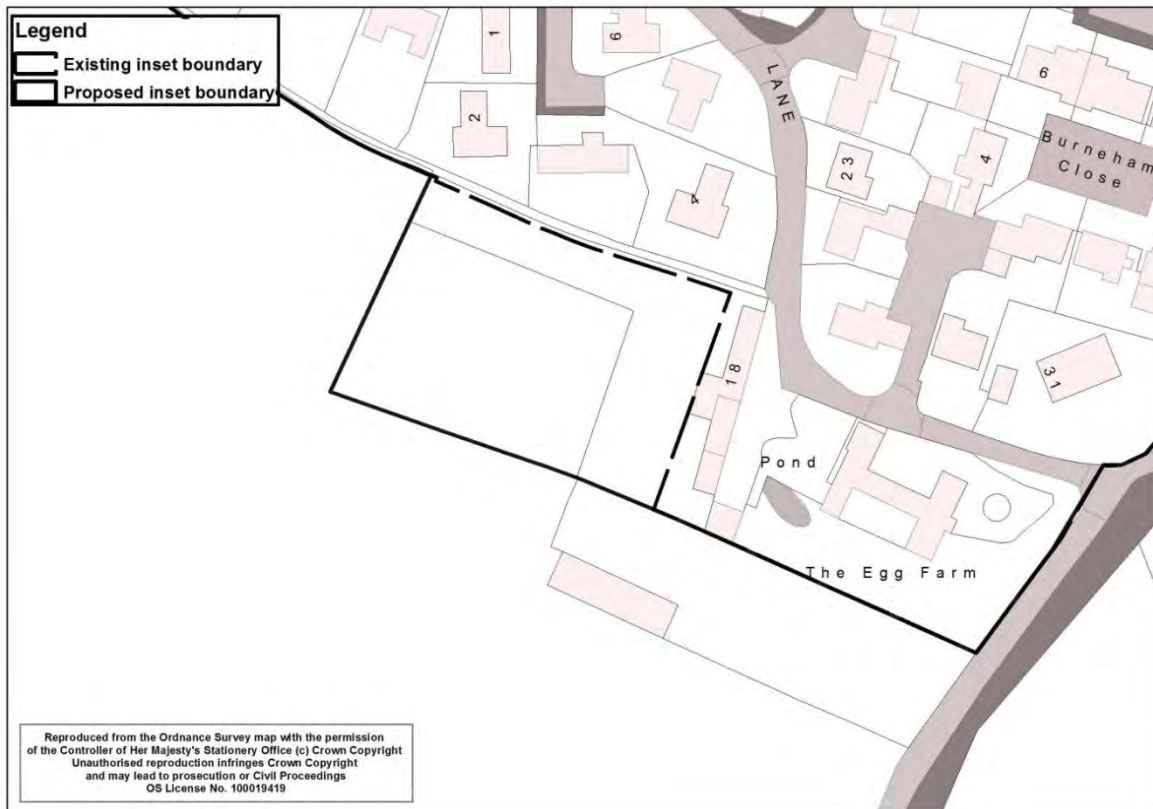 Legend
Existing inset boundary
Proposed inset boundary
1
6
2
4
LANE
23
6
4
Burneham
Close
18
31
Pond
The Egg Farm
Reproduced from the Ordnance Survey map with the permission
of the Controller of Her Majesty's Stationery Office (c) Crown Copyright
Unauthorised reproduction infringes Crown Copyright
and may lead to prosecution or Civil Proceedings
OS License No. 100019419